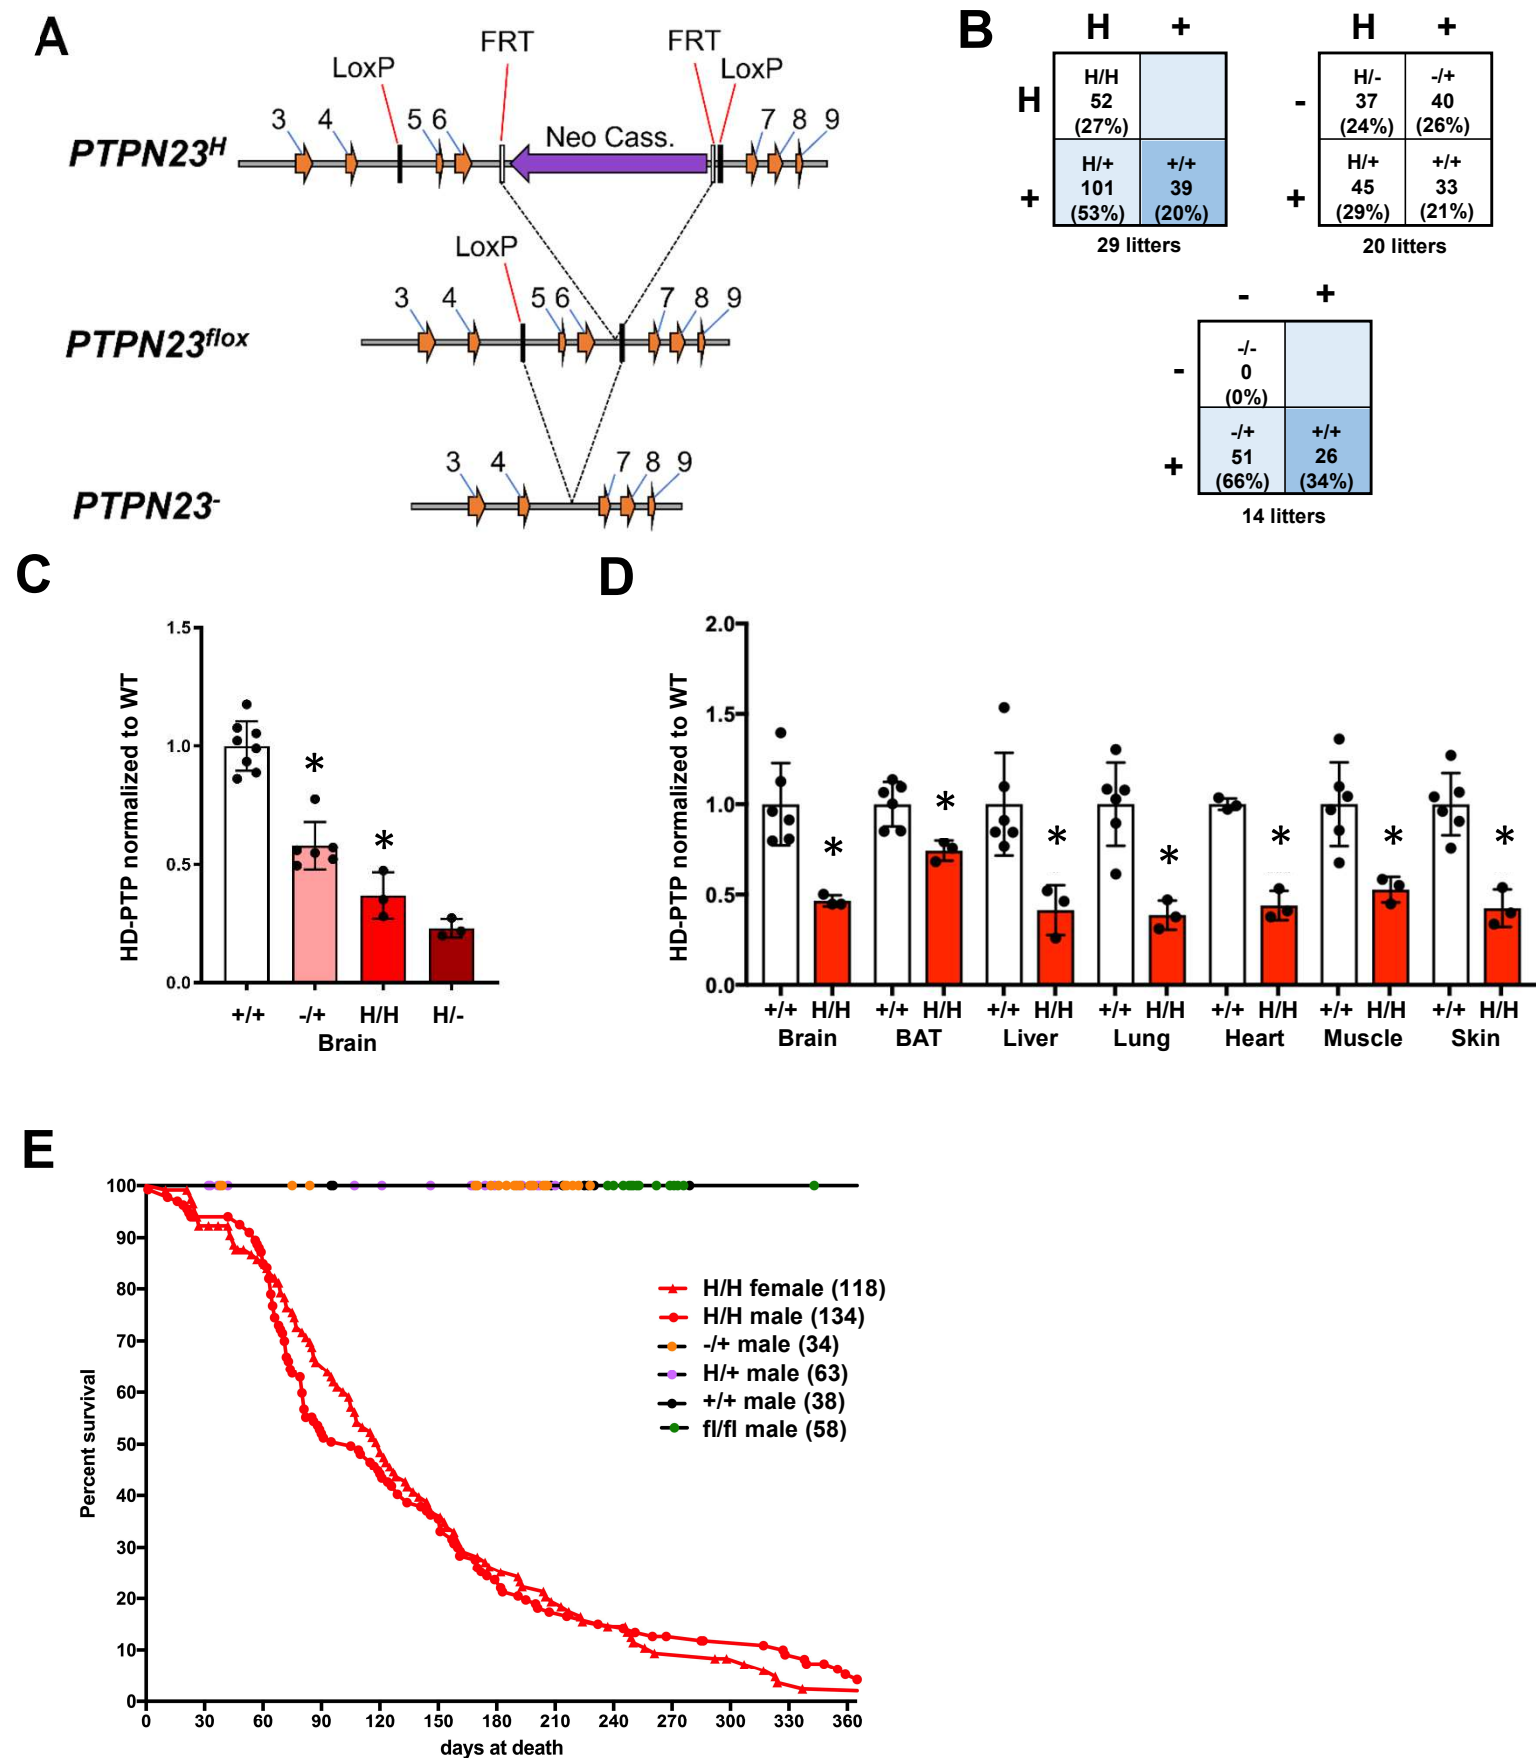 A
FRT FRT
LoxP LoxP
3 4 5 6 Neo Cass. 7 8 9
PTPN23H
LoxP
3 4 5 6 7 8 9
PTPN23flox
3 4 7 8 9
PTPN23-
B
H +
H
H/H
52
(27%)
+
H/+
101
(53%)
+/+
39
(20%)
29 litters
H +
-
H/-
37
(24%)
-/+
40
(26%)
+
H/+
45
(29%)
+/+
33
(21%)
20 litters
- +
-
-/-
0
(0%)
+
-/+
51
(66%)
+/+
26
(34%)
14 litters
C
HD-PTP normalized to WT
1.5
1.0
0.5
0.0
* *
+/+ -/+ H/H H/-
Brain
D
HD-PTP normalized to WT
2.0
1.5
1.0
0.5
0.0
* * * * * * *
+/+ H/H +/+ H/H +/+ H/H +/+ H/H +/+ H/H +/+ H/H +/+ H/H
Brain BAT Liver Lung Heart Muscle Skin
E
Percent survival
100
90
80
70
60
50
40
30
20
10
0
H/H female (118)
H/H male (134)
-/+ male (34)
H/+ male (63)
+/+ male (38)
fl/fl male (58)
0 30 60 90 120 150 180 210 240 270 300 330 360
days at death